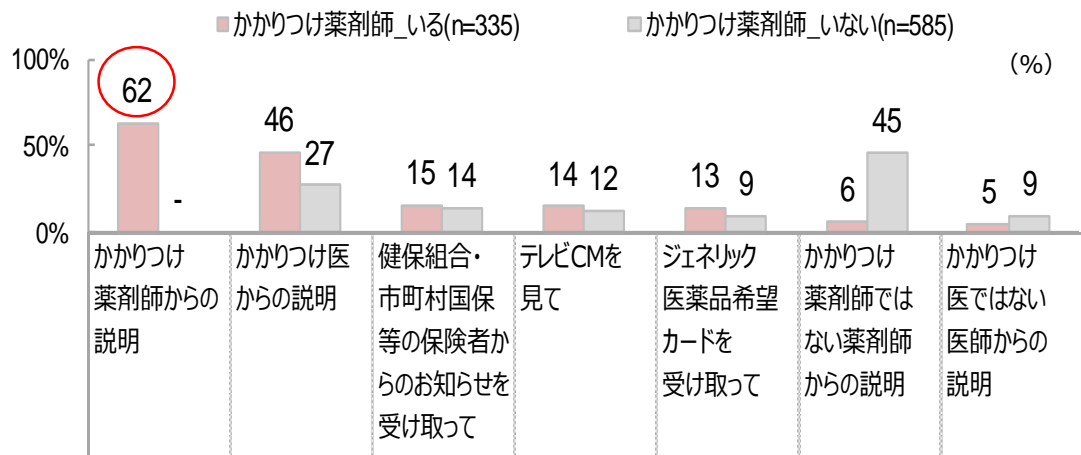 かかりつけ薬剤師_いる(n=335)
かかりつけ薬剤師_いない(n=585)
(%)
100%
50%
0%
62
-
46
27
15
14
14
12
13
9
6
45
5
9
かかりつけ
薬剤師からの
説明
かかりつけ医
からの説明
健保組合・
市町村国保
等の保険者か
らのお知らせを
受け取って
テレビCMを
見て
ジェネリック
医薬品希望
カードを
受け取って
かかりつけ
薬剤師では
ない薬剤師
からの説明
かかりつけ
医ではない
医師からの
説明